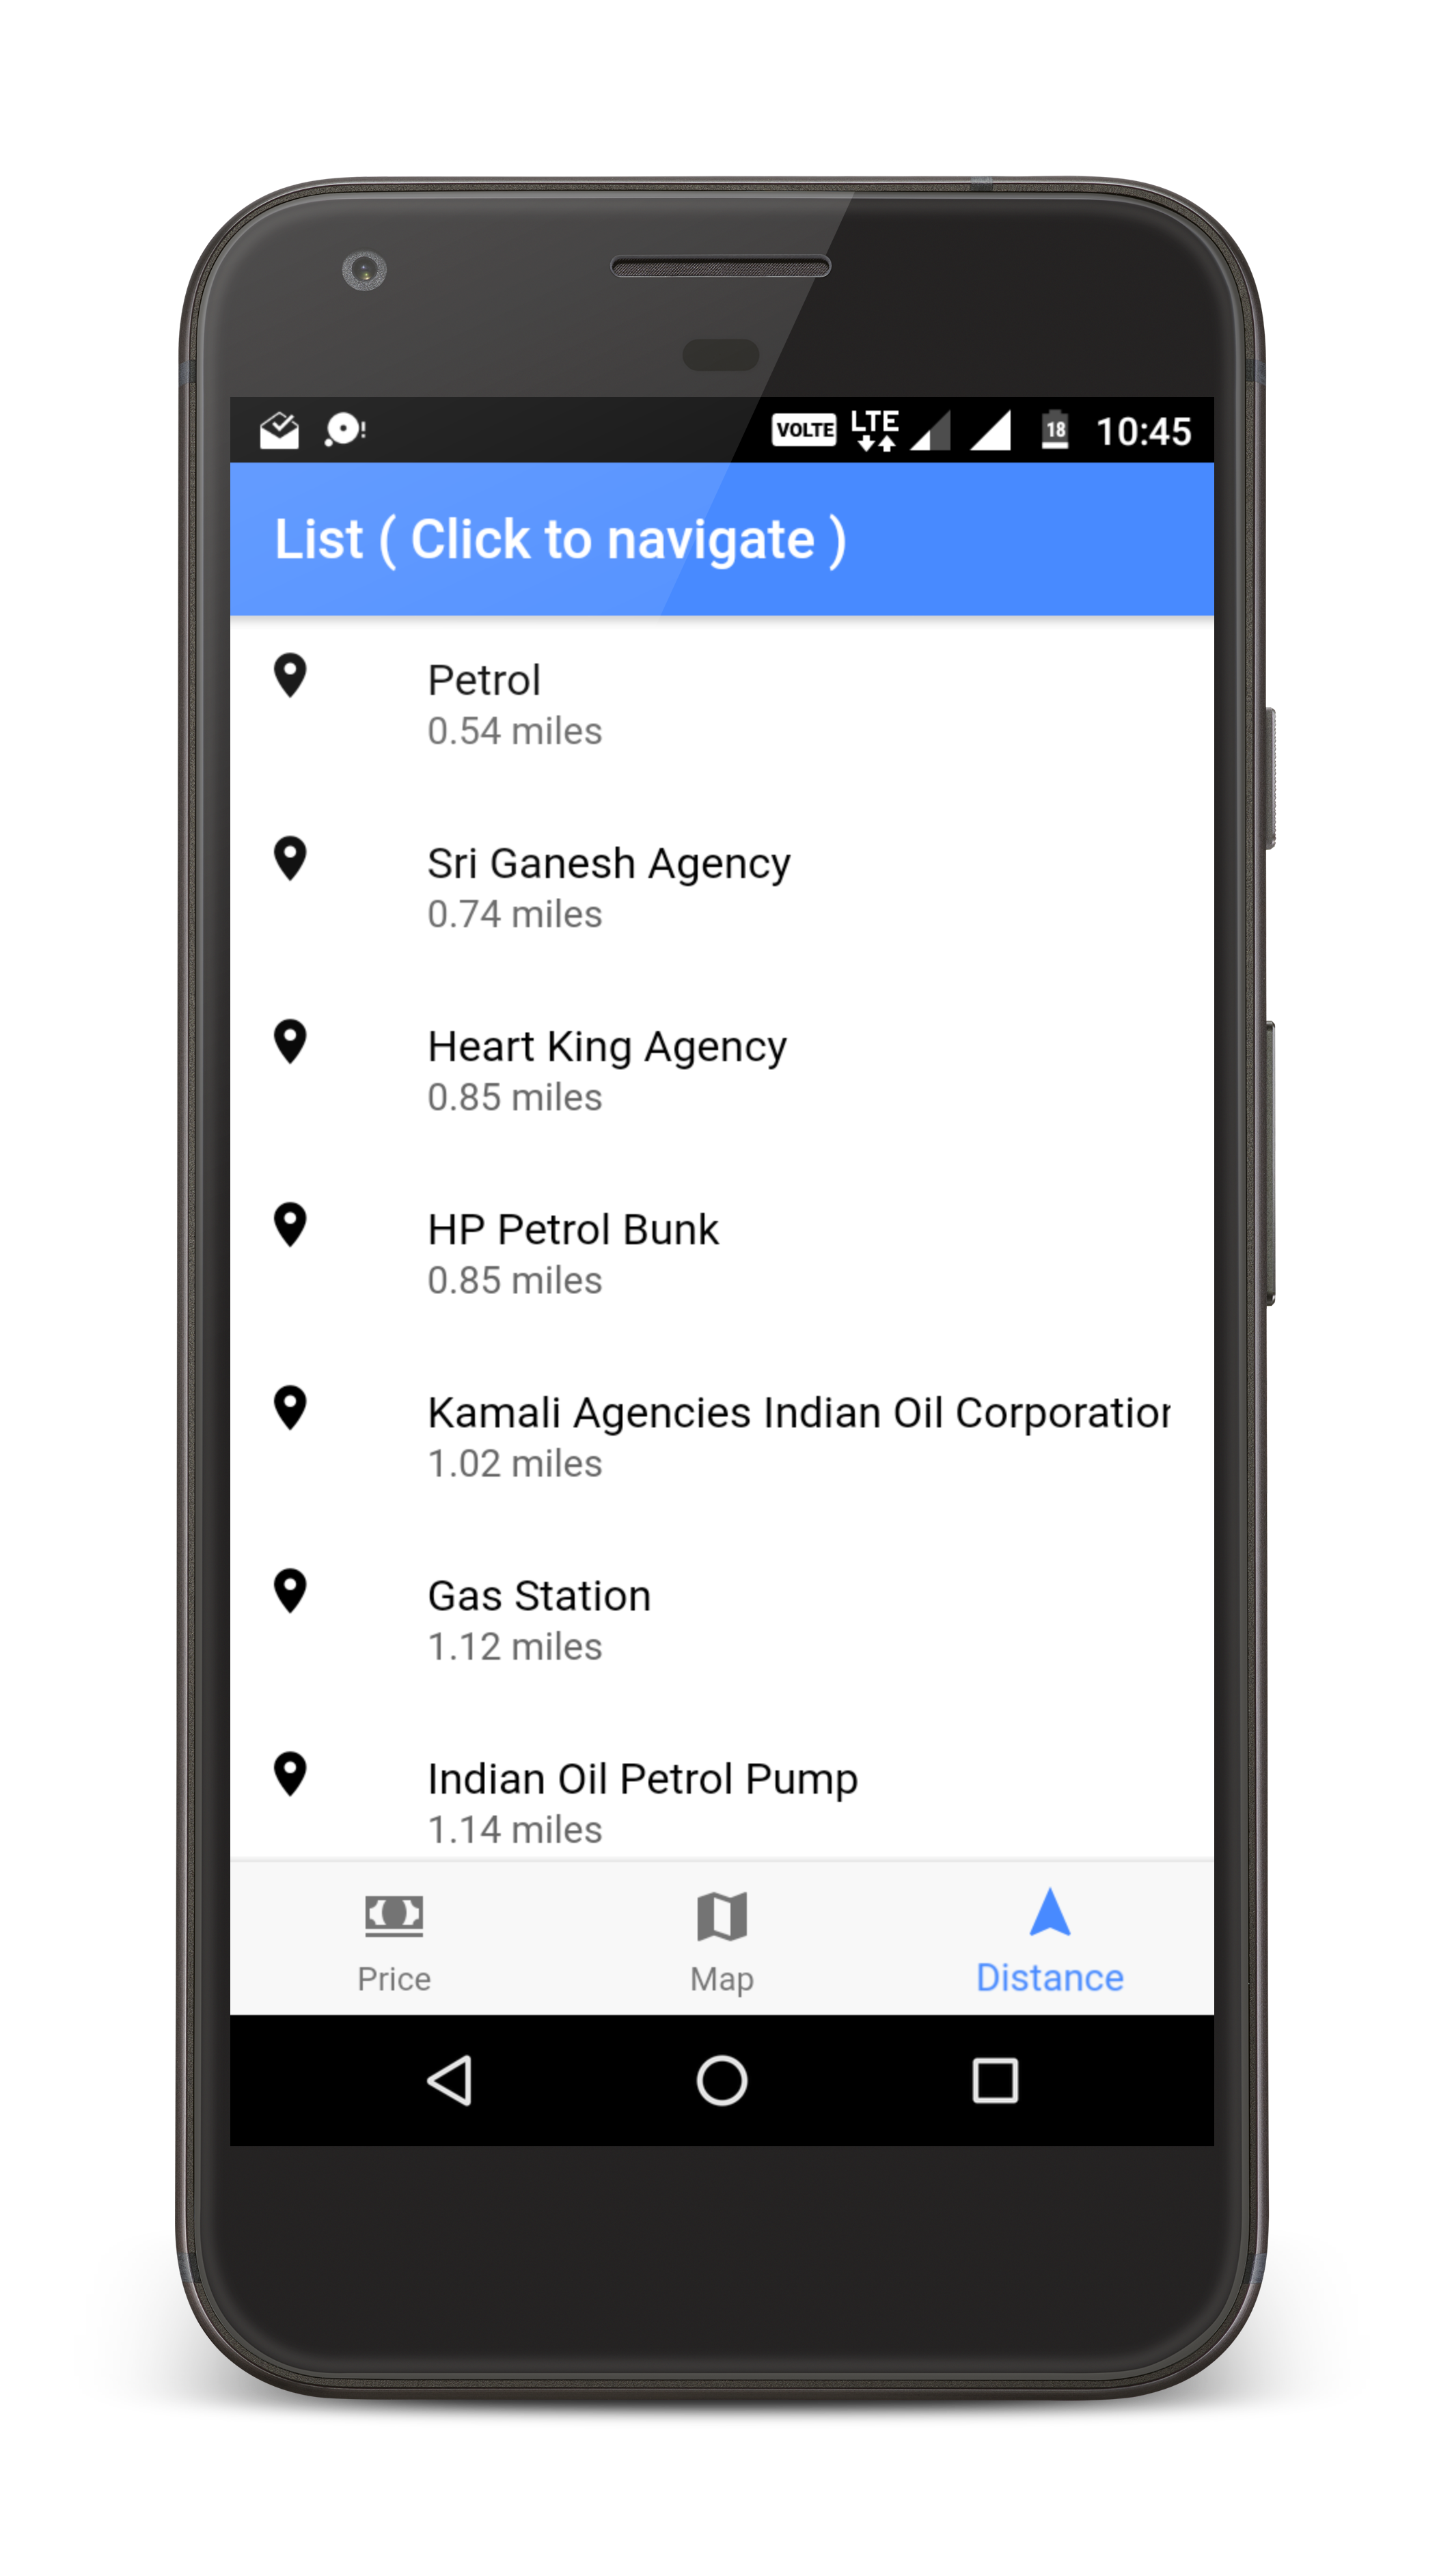 VOLTE LTE 18 10:45
List ( Click to navigate )
Petrol
0.54 miles
Sri Ganesh Agency
0.74 miles
Heart King Agency
0.85 miles
HP Petrol Bunk
0.85 miles
Kamali Agencies Indian Oil Corporation
1.02 miles
Gas Station
1.12 miles
Indian Oil Petrol Pump
1.14 miles
Price Map Distance